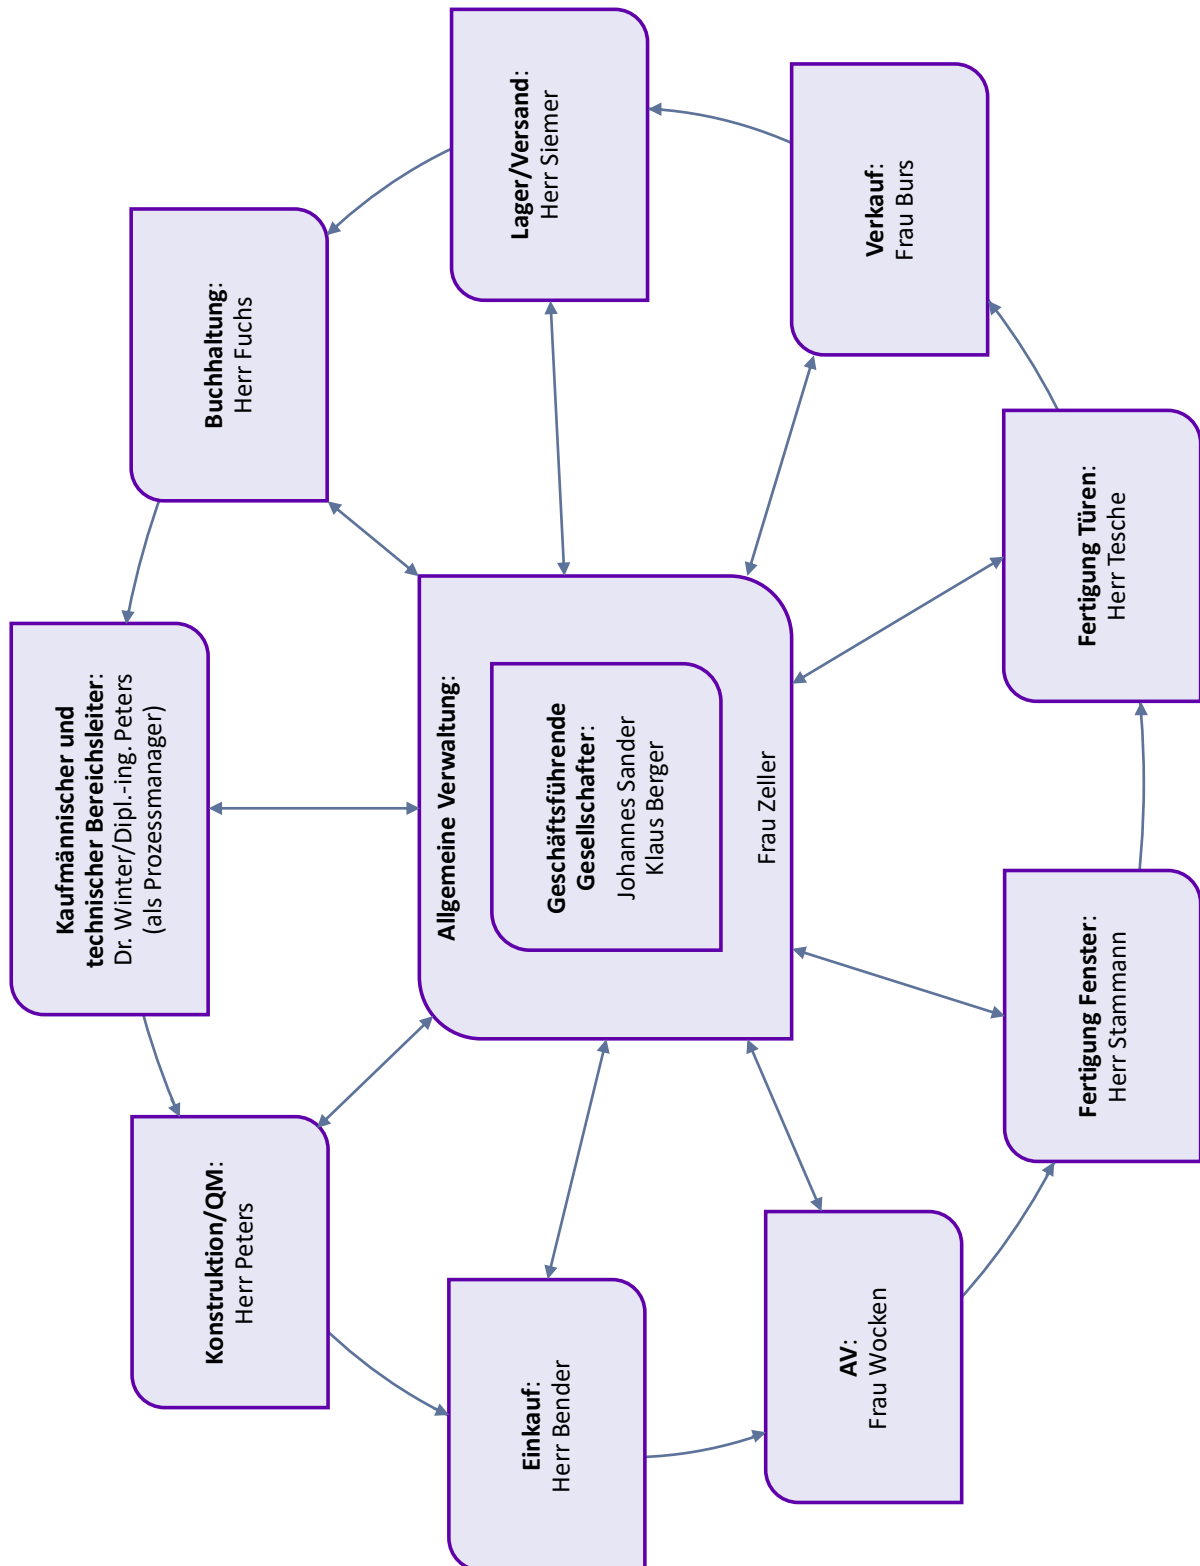 Kaufmännischer und
technischer Bereichsleiter:
Dr. Winter/Dipl.-ing. Peters
(als Prozessmanager)
Buchhaltung:
Herr Fuchs
Lager/Versand:
Herr Siemer
Verkauf:
Frau Burs
Fertigung Türen:
Herr Tesche
Fertigung Fenster:
Herr Stammann
AV:
Frau Wocken
Einkauf:
Herr Bender
Konstruktion/QM:
Herr Peters
Allgemeine Verwaltung:
Geschäftsführende
Gesellschafter:
Johannes Sander
Klaus Berger
Frau Zeller